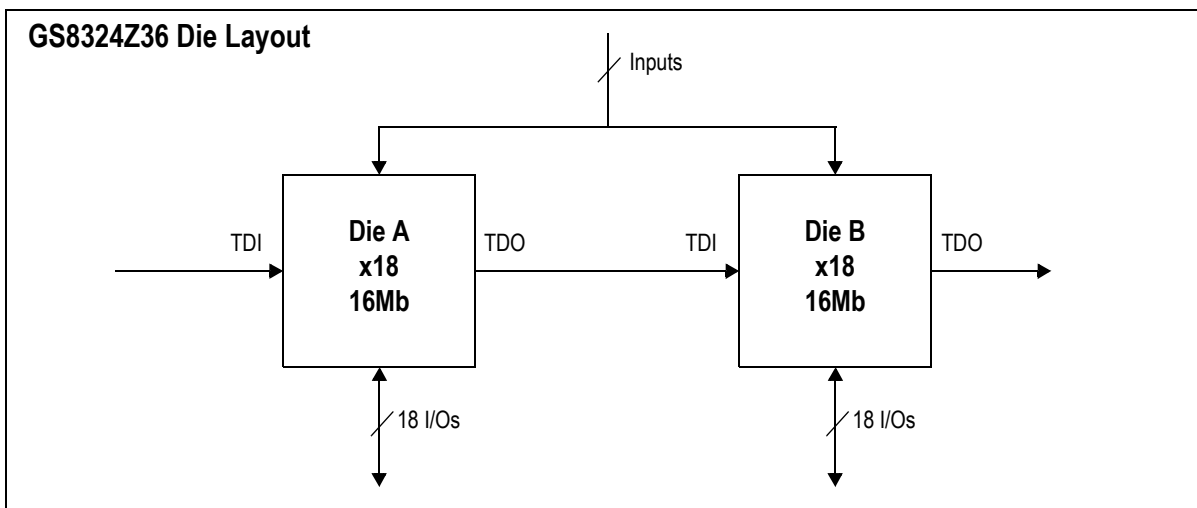 GS8324Z36 Die Layout
Inputs
TDI
Die A
x18
16Mb
TDO
TDI
Die B
x18
16Mb
TDO
18 I/Os
18 I/Os